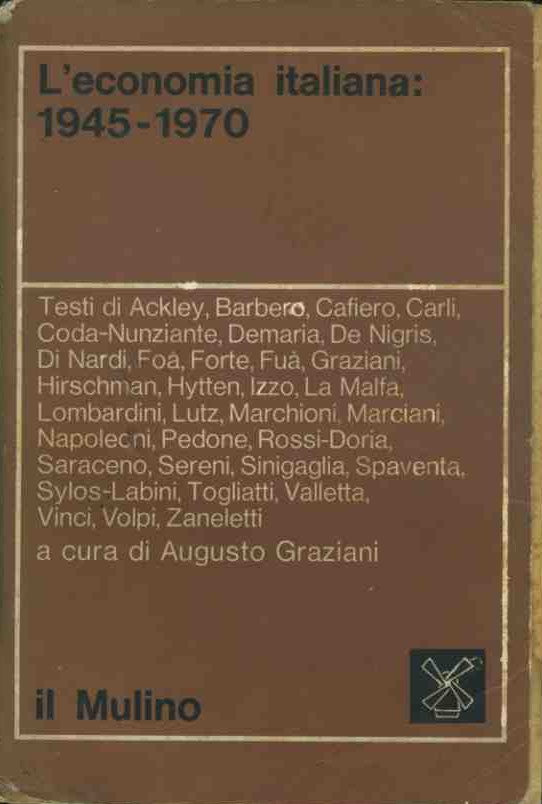 L'economia italiana:
1945-1970
Testi di Ackley, Barbero, Cafiero, Carli,
Coda-Nunziante, Demaria, De Nigris,
Di Nardi, Foà, Forte, Fuà, Graziani,
Hirschman, Hytten, Izzo, La Malfa,
Lombardini, Lutz, Marchioni, Marciani,
Napoleoni, Pedone, Rossi-Doria,
Saraceno, Sereni, Sinigaglia, Spaventa,
Sylos-Labini, Togliatti, Valletta,
Vinci, Volpi, Zaneletti
a cura di Augusto Graziani
il Mulino